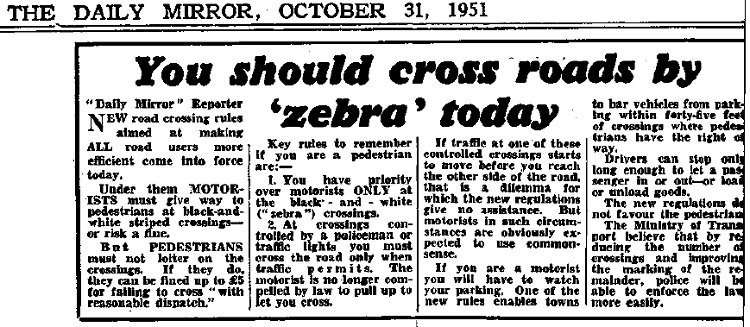 THE DAILY MIRROR, OCTOBER 31, 1951
You should cross roads by
'zebra' today
"Daily Mirror" Reporter
NEW road crossing rules
aimed at making
ALL road users more
efficient come into force
today.
Under them MOTOR-
ISTS must give way to
pedestrians at black-and-
white striped crossings—
or risk a fine.
But PEDESTRIANS
must not loiter on the
crossings. If they do,
they can be fined up to £5
for failing to cross "with
reasonable dispatch."
Key rules to remember
if you are a pedestrian
are:—
1. You have priority
over motorists ONLY at
the black - and - white
("zebra") crossings.
2. At crossings con-
trolled by a policeman or
traffic lights you must
cross the road only when
traffic permits. The
motorist is no longer com-
pelled by law to pull up to
let you cross.
If traffic at one of these
controlled crossings starts
to move before you reach
the other side of the road,
that is a dilemma for
which the new regulations
give no assistance. But
motorists in such circum-
stances are obviously ex-
pected to use common-
sense.
If you are a motorist
you will have to watch
your parking. One of the
new rules enables towns
to bar vehicles from park-
ing within forty-five feet
of crossings where pedes
trians have the right of
way.
Drivers can stop only
long enough to let a pas
senger in or out—or load
or unload goods.
The new regulations do
not favour the pedestrian
The Ministry of Trans
port believe that by re
ducing the number of
crossings and improving
the marking of the re-
mainder, police will be
able to enforce the law
more easily.